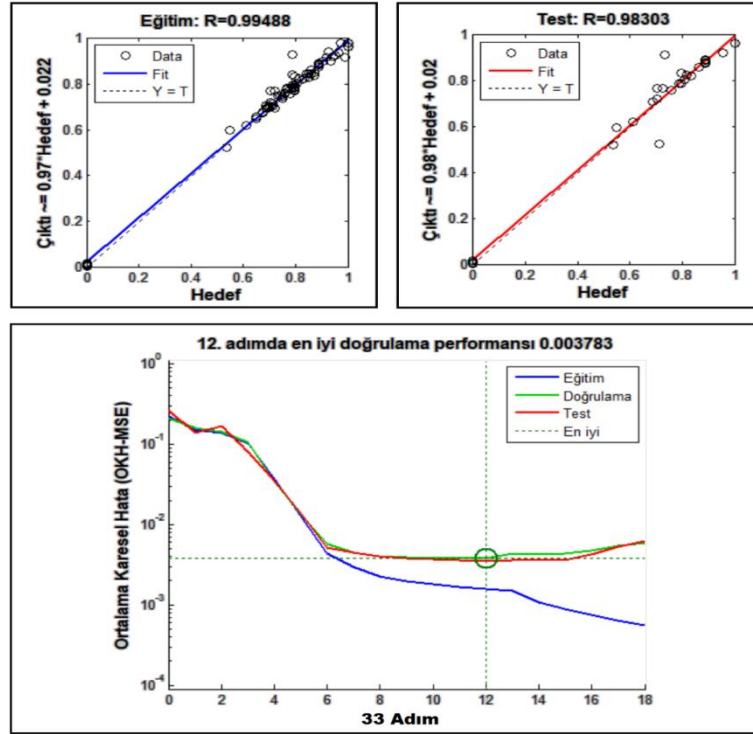 Eğitim: R=0.99488
Çıktı ~= 0.97*Hedef + 0.022
1
0.8
0.6
0.4
0.2
0
Data
Fit
Y = T
0 0.2 0.4 0.6 0.8 1
Hedef
Test: R=0.98303
Çıktı ~= 0.98*Hedef + 0.02
1
0.8
0.6
0.4
0.2
0
Data
Fit
Y = T
0 0.2 0.4 0.6 0.8 1
Hedef
12. adımda en iyi doğrulama performansı 0.003783
Ortalama Karesel Hata (OKH-MSE)
10^0
10^-1
10^-2
10^-3
10^-4
Eğitim
Doğrulama
Test
En iyi
0 2 4 6 8 10 12 14 16 18
33 Adım